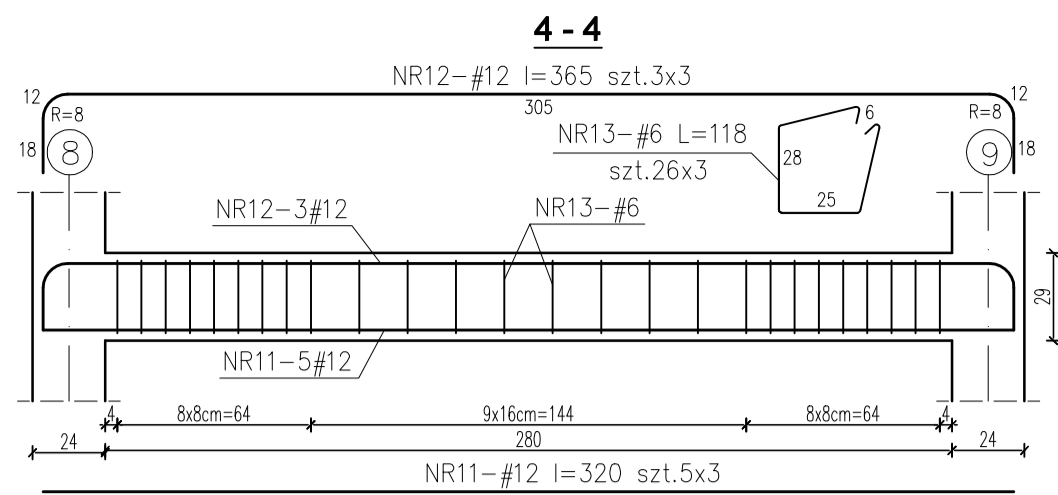 4 - 4
NR12-#12 l=365 szt.3x3
12
305
12
R=8
R=8
6
NR13-#6 L=118
szt.26x3
28
25
18
8
9
18
NR12-3#12
NR13-#6
29
NR11-5#12
4
8x8cm=64
9x16cm=144
8x8cm=64
4
24
280
24
NR11-#12 l=320 szt.5x3